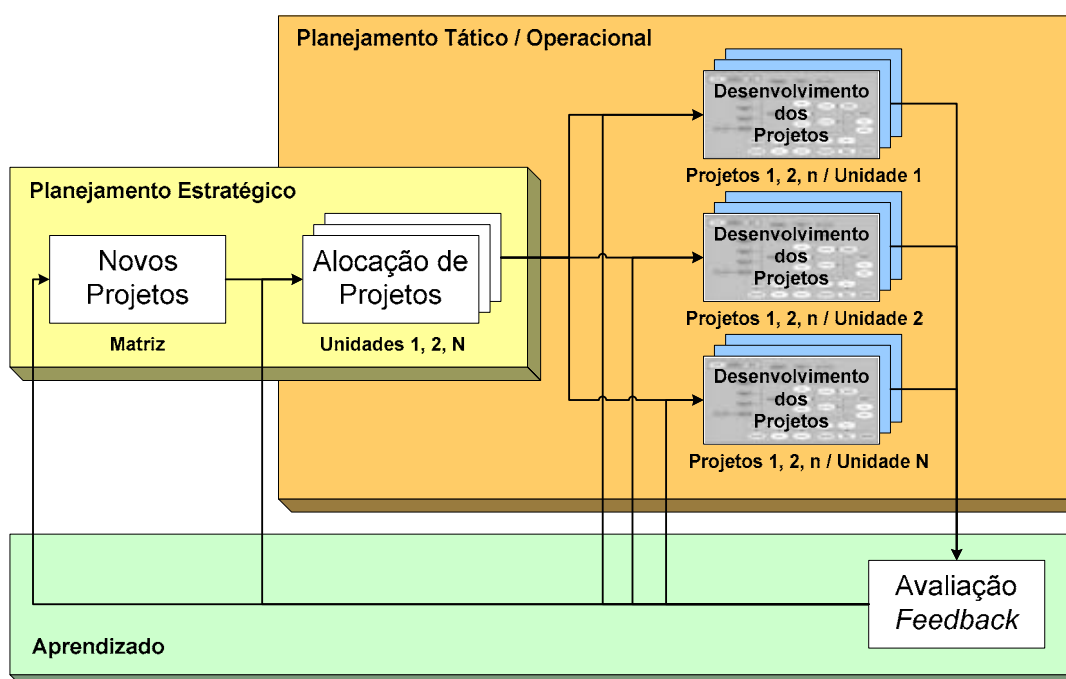 Planejamento Tático / Operacional
Desenvolvimento
dos
Projetos
Projetos 1, 2, n / Unidade 1
Planejamento Estratégico
Novos
Projetos
Matriz
Alocação de
Projetos
Unidades 1, 2, N
Desenvolvimento
dos
Projetos
Projetos 1, 2, n / Unidade 2
Desenvolvimento
dos
Projetos
Projetos 1, 2, n / Unidade N
Avaliação
Feedback
Aprendizado